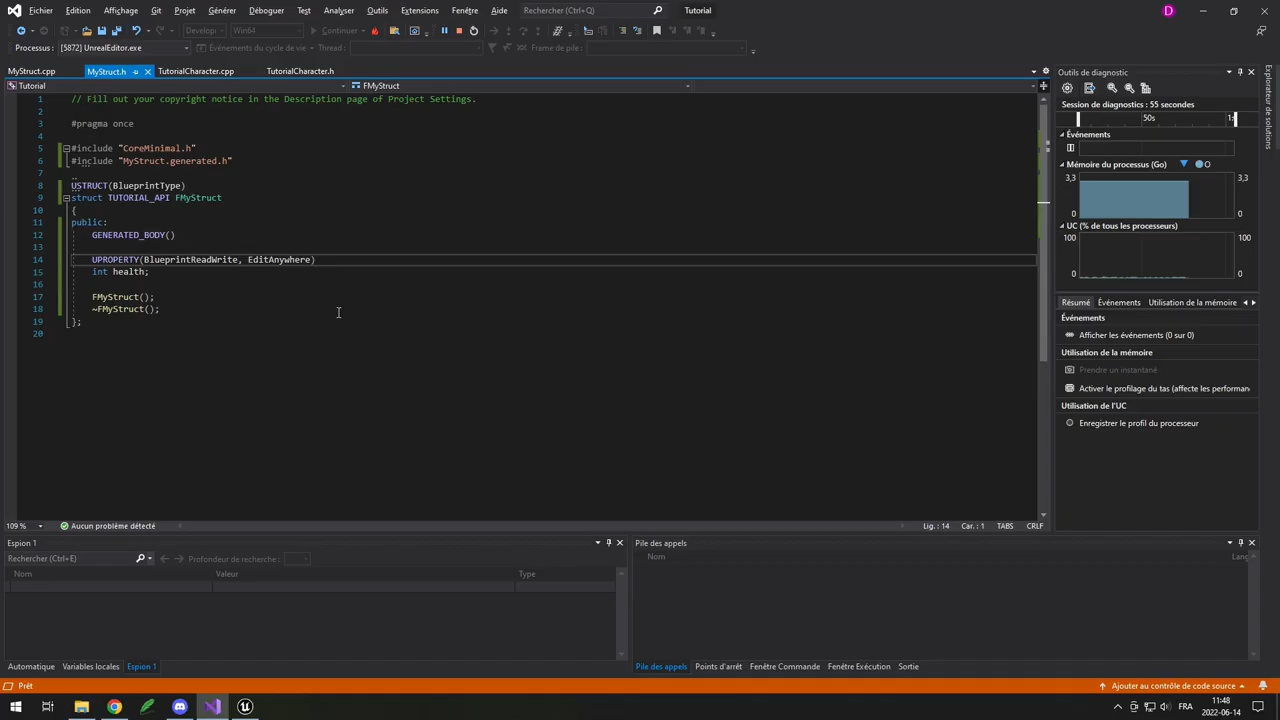 Fichier Edition Affichage Git Projet Générer Déboguer Test Analyser Outils Extensions Fenêtre Aide Rechercher (Ctrl+Q) Tutorial D
Develop Win64 Continuer
Processus : [5872] UnrealEditor.exe Événements du cycle de vie Thread : Frame de pile :
MyStruct.cpp MyStruct.h TutorialCharacter.cpp TutorialCharacter.h
Tutorial FMyStruct
1 // Fill out your copyright notice in the Description page of Project Settings.
2
3 #pragma once
4
5 #include "CoreMinimal.h"
6 #include "MyStruct.generated.h"
7
8 USTRUCT(BlueprintType)
9 struct TUTORIAL_API FMyStruct
10 {
11 public:
12 GENERATED_BODY()
13
14 UPROPERTY(BlueprintReadWrite, EditAnywhere)
15 int health;
16
17 FMyStruct();
18 ~FMyStruct();
19 };
20
109 % Aucun problème détecté Lig. : 14 Car. : 1 TABS CRLF
Outils de diagnostic
Session de diagnostics : 55 secondes
50s
Événements
Mémoire du processus (Go) O
3,3 3,3
0 0
UC (% de tous les processeurs)
100 100
0 0
Résumé Événements Utilisation de la mémoire
Événements
Afficher les événements (0 sur 0)
Utilisation de la mémoire
Prendre un instantané
Activer le profilage du tas (affecte les performan
Utilisation de l'UC
Enregistrer le profil du processeur
Explorateur de solutions
Espion 1
Rechercher (Ctrl+E) Profondeur de recherche :
Nom Valeur Type
Automatique Variables locales Espion 1
Pile des appels
Nom Lang
Pile des appels Points d'arrêt Fenêtre Commande Fenêtre Exécution Sortie
Prêt Ajouter au contrôle de code source
FRA 11:48
2022-06-14